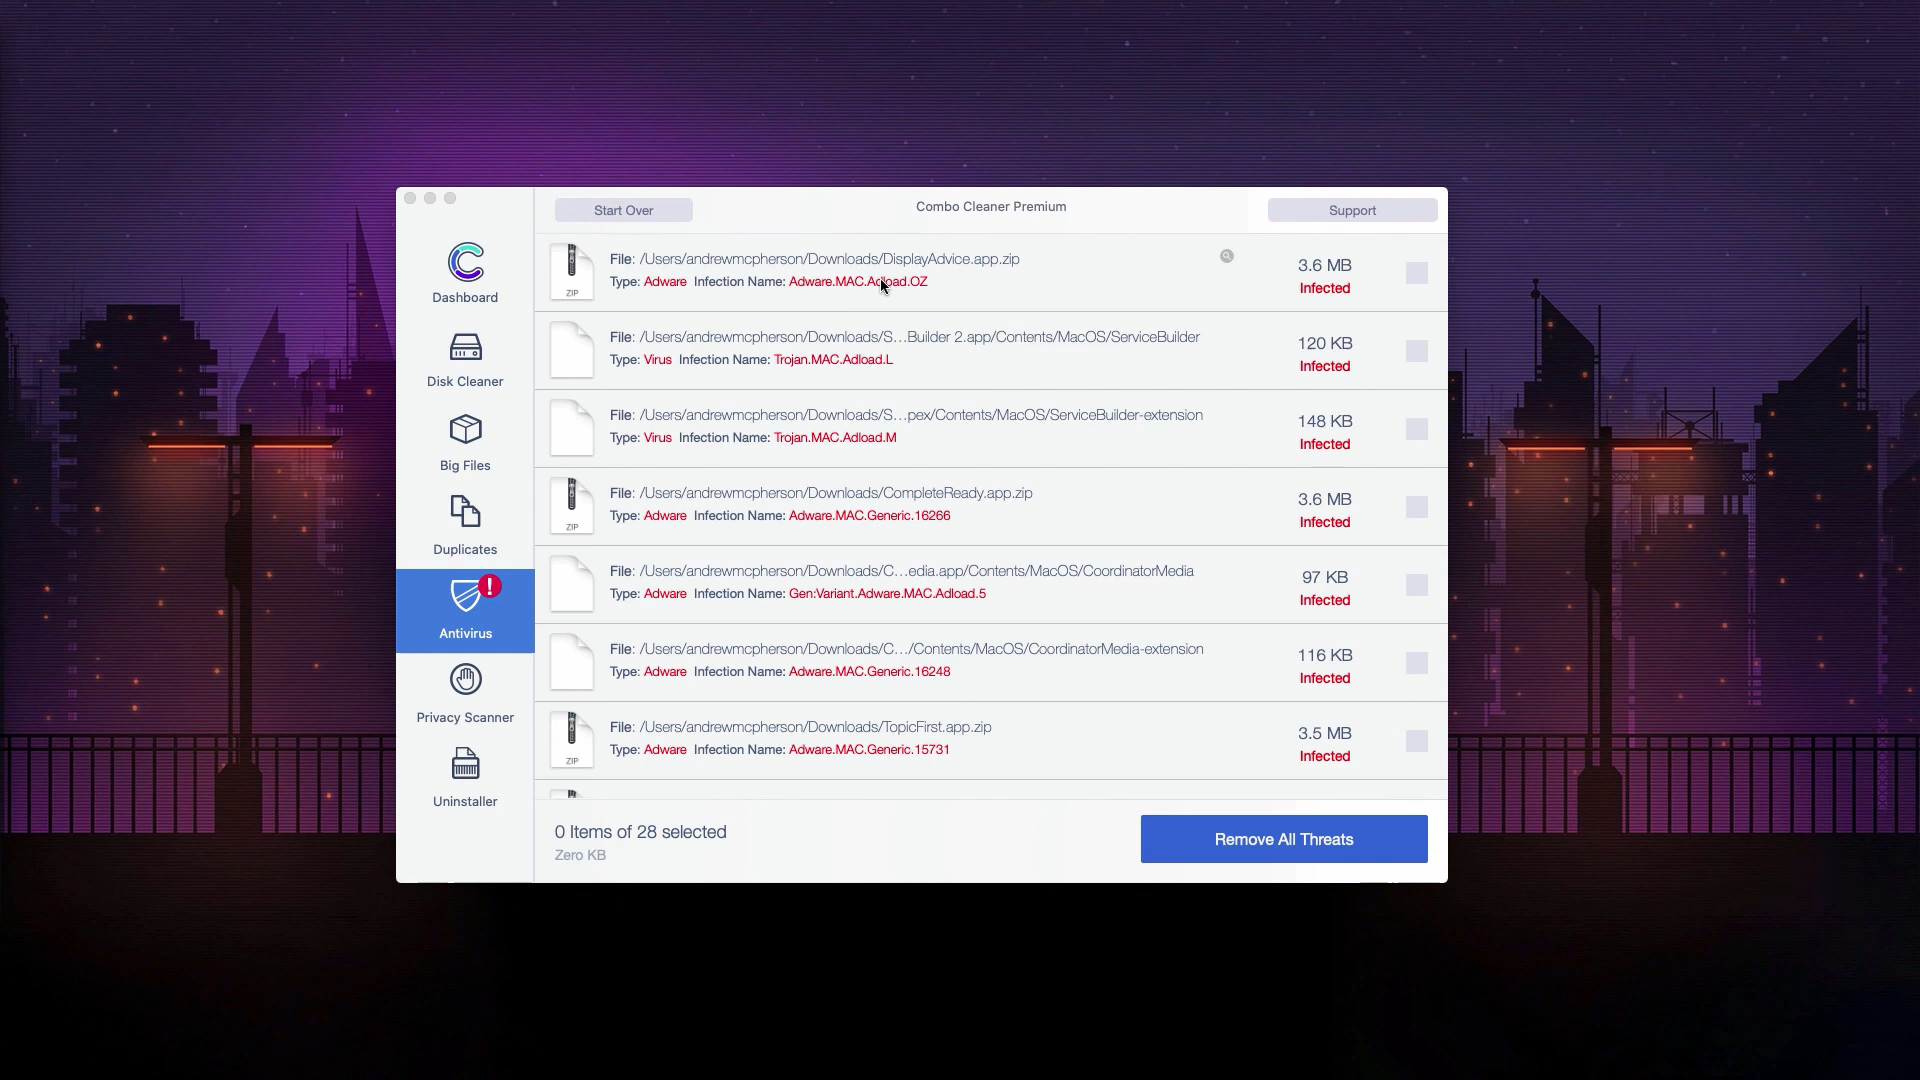 Start Over
Combo Cleaner Premium
Support
Dashboard
Disk Cleaner
Big Files
Duplicates
!
Antivirus
Privacy Scanner
Uninstaller
ZIP
File: /Users/andrewmcpherson/Downloads/DisplayAdvice.app.zip
Type: Adware Infection Name: Adware.MAC.Adload.OZ
3.6 MB
Infected
File: /Users/andrewmcpherson/Downloads/S...Builder 2.app/Contents/MacOS/ServiceBuilder
Type: Virus Infection Name: Trojan.MAC.Adload.L
120 KB
Infected
File: /Users/andrewmcpherson/Downloads/S...pex/Contents/MacOS/ServiceBuilder-extension
Type: Virus Infection Name: Trojan.MAC.Adload.M
148 KB
Infected
ZIP
File: /Users/andrewmcpherson/Downloads/CompleteReady.app.zip
Type: Adware Infection Name: Adware.MAC.Generic.16266
3.6 MB
Infected
File: /Users/andrewmcpherson/Downloads/C...edia.app/Contents/MacOS/CoordinatorMedia
Type: Adware Infection Name: Gen:Variant.Adware.MAC.Adload.5
97 KB
Infected
File: /Users/andrewmcpherson/Downloads/C.../Contents/MacOS/CoordinatorMedia-extension
Type: Adware Infection Name: Adware.MAC.Generic.16248
116 KB
Infected
ZIP
File: /Users/andrewmcpherson/Downloads/TopicFirst.app.zip
Type: Adware Infection Name: Adware.MAC.Generic.15731
3.5 MB
Infected
0 Items of 28 selected
Zero KB
Remove All Threats